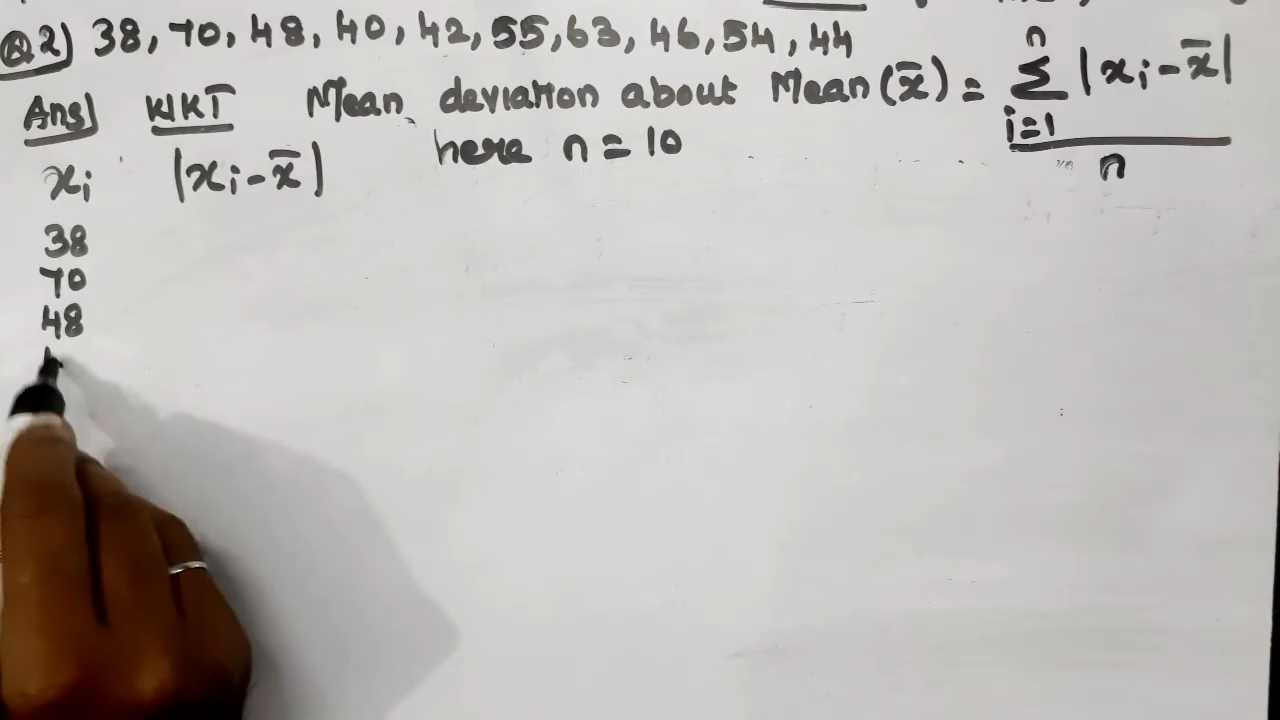 Q2) 38, 70, 48, 40, 42, 55, 63, 46, 54, 44
Ans) WKT Mean deviation about Mean (x̄) = n Σ i=1 |xi - x̄| / n
here n = 10
xi |xi - x̄|
38
70
48